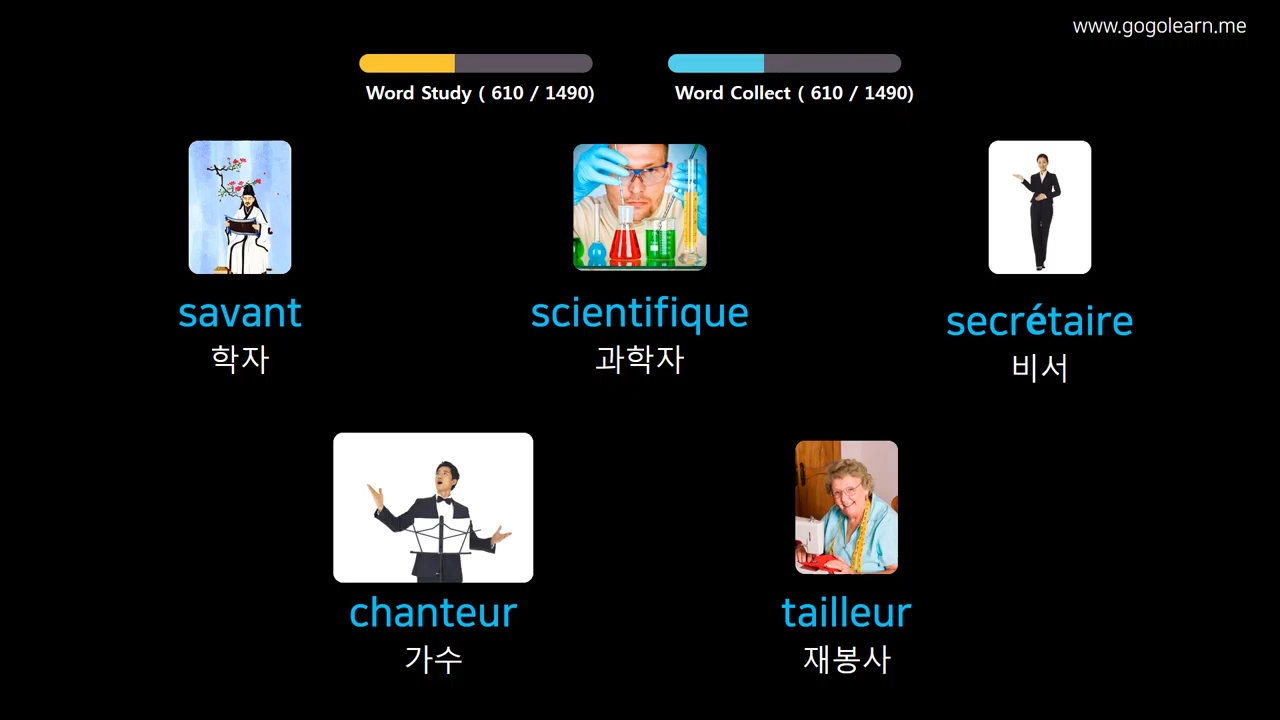 www.gogolearn.me
Word Study ( 610 / 1490)
Word Collect ( 610 / 1490)
savant
학자
scientifique
과학자
secrétaire
비서
chanteur
가수
tailleur
재봉사